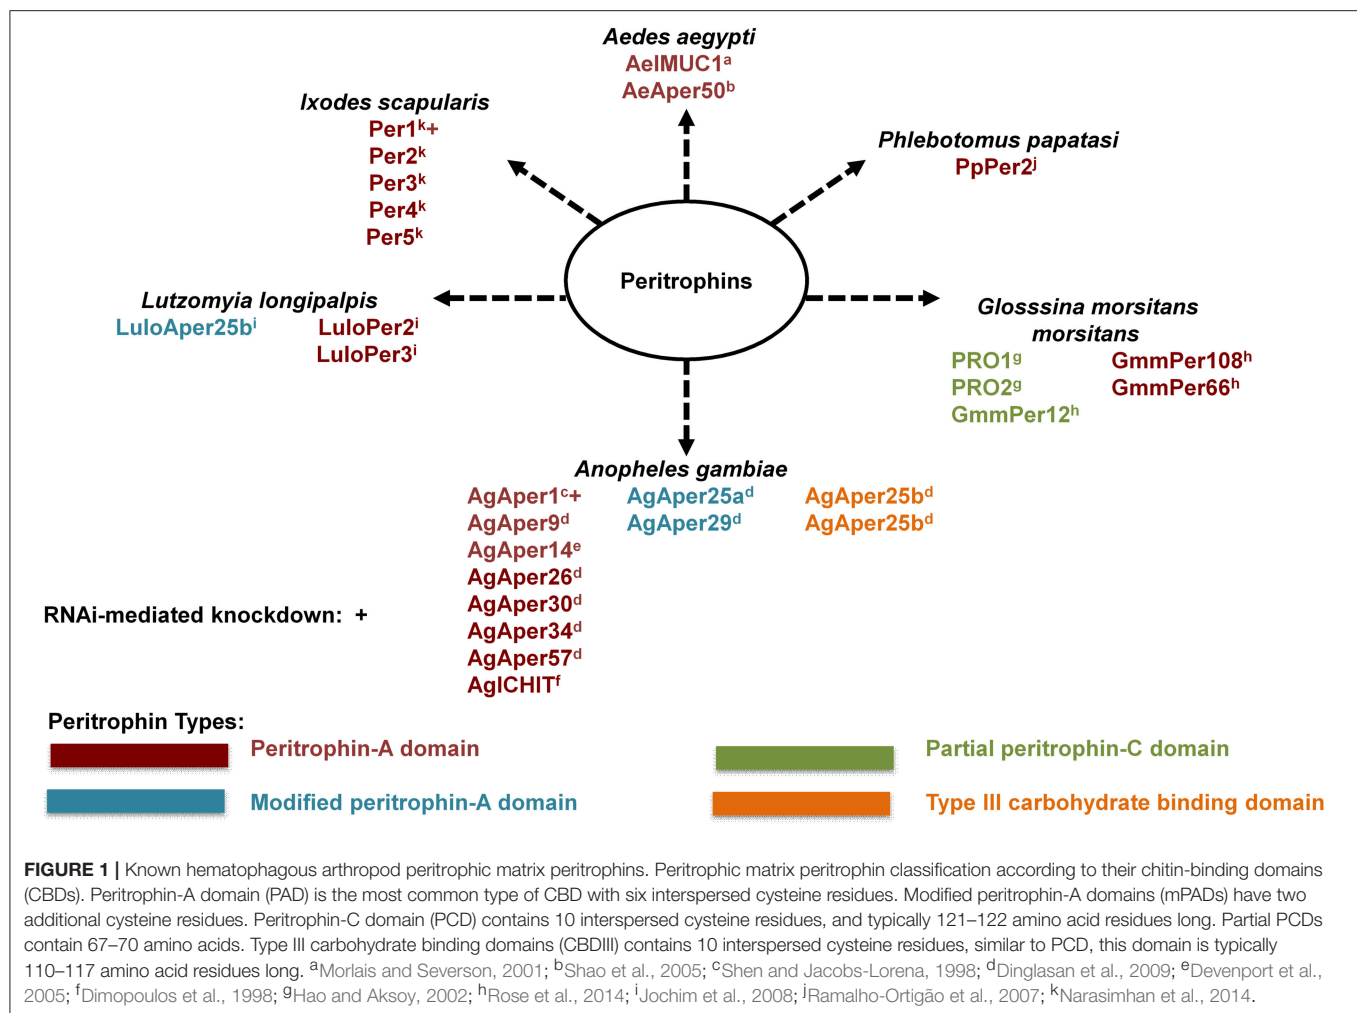 Aedes aegypti
AeIMUC1a
AeAper50b
Ixodes scapularis
Per1k+
Per2k
Per3k
Per4k
Per5k
Phlebotomus papatasi
PpPer2j
Peritrophins
Lutzomyia longipalpis
LuloAper25bi LuloPer2i
LuloPer3i
Glosssina morsitans
morsitans
PRO1g GmmPer108h
PRO2g GmmPer66h
GmmPer12h
Anopheles gambiae
AgAper1c+ AgAper25ad AgAper25bd
AgAper9d AgAper29d AgAper25bd
AgAper14e
AgAper26d
AgAper30d
AgAper34d
AgAper57d
AgICHITf
RNAi-mediated knockdown: +
Peritrophin Types:
Peritrophin-A domain Partial peritrophin-C domain
Modified peritrophin-A domain Type III carbohydrate binding domain
FIGURE 1 | Known hematophagous arthropod peritrophic matrix peritrophins. Peritrophic matrix peritrophin classification according to their chitin-binding domains
(CBDs). Peritrophin-A domain (PAD) is the most common type of CBD with six interspersed cysteine residues. Modified peritrophin-A domains (mPADs) have two
additional cysteine residues. Peritrophin-C domain (PCD) contains 10 interspersed cysteine residues, and typically 121–122 amino acid residues long. Partial PCDs
contain 67–70 amino acids. Type III carbohydrate binding domains (CBDIII) contains 10 interspersed cysteine residues, similar to PCD, this domain is typically
110–117 amino acid residues long. aMorlais and Severson, 2001; bShao et al., 2005; cShen and Jacobs-Lorena, 1998; dDinglasan et al., 2009; eDevenport et al.,
2005; fDimopoulos et al., 1998; gHao and Aksoy, 2002; hRose et al., 2014; iJochim et al., 2008; jRamalho-Ortigão et al., 2007; kNarasimhan et al., 2014.